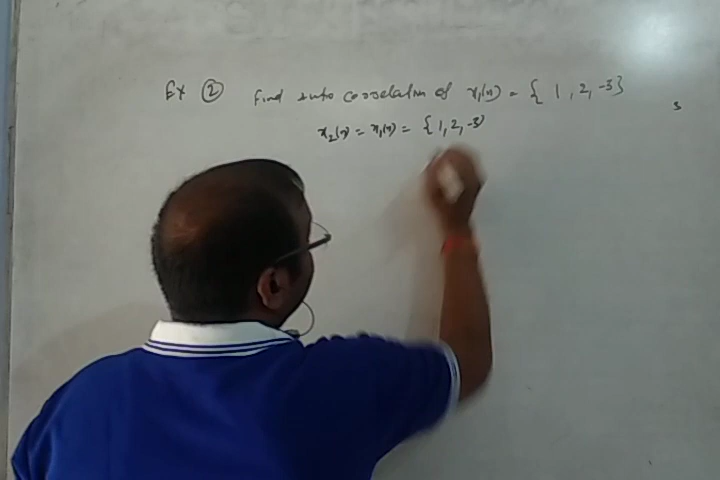 Ex ② Find auto correlation of x₁(n) = { 1, 2, -3}
x₂(n) = x₁(n) = {1, 2, -3}